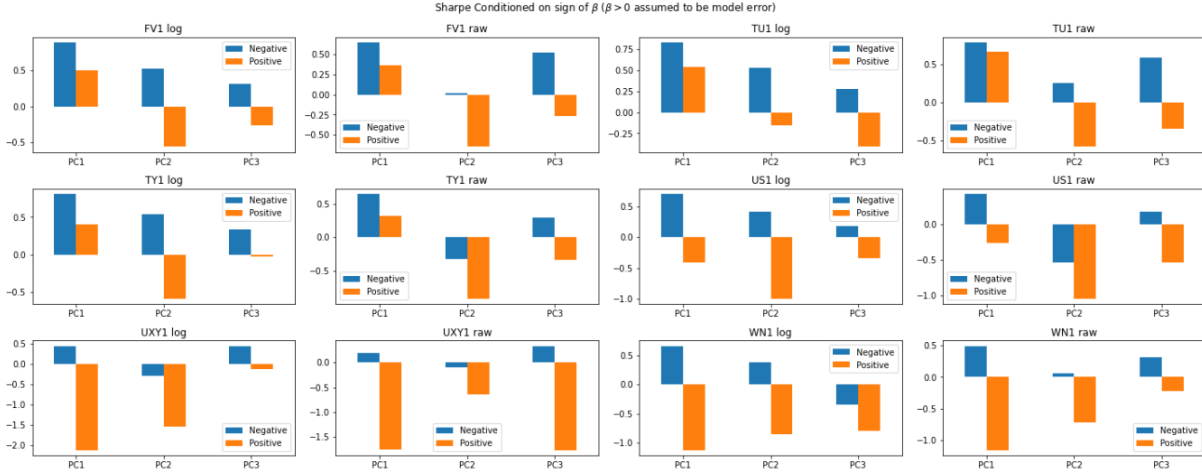 Sharpe Conditioned on sign of β (β > 0 assumed to be model error)
FV1 log
FV1 raw
TU1 log
TU1 raw
0.5
0.0
−0.5
Negative
Positive
PC1 PC2 PC3
0.50
0.25
0.00
−0.25
−0.50
Negative
Positive
PC1 PC2 PC3
0.75
0.50
0.25
0.00
−0.25
Negative
Positive
PC1 PC2 PC3
0.5
0.0
−0.5
Negative
Positive
PC1 PC2 PC3
TY1 log
TY1 raw
US1 log
US1 raw
0.5
0.0
−0.5
Negative
Positive
PC1 PC2 PC3
0.5
0.0
−0.5
Negative
Positive
PC1 PC2 PC3
0.5
0.0
−0.5
−1.0
Negative
Positive
PC1 PC2 PC3
0.0
−0.5
−1.0
Negative
Positive
PC1 PC2 PC3
UXY1 log
UXY1 raw
WN1 log
WN1 raw
0.5
0.0
−0.5
−1.0
−1.5
−2.0
Negative
Positive
PC1 PC2 PC3
0.0
−0.5
−1.0
−1.5
Negative
Positive
PC1 PC2 PC3
0.5
0.0
−0.5
−1.0
Negative
Positive
PC1 PC2 PC3
0.5
0.0
−0.5
−1.0
Negative
Positive
PC1 PC2 PC3